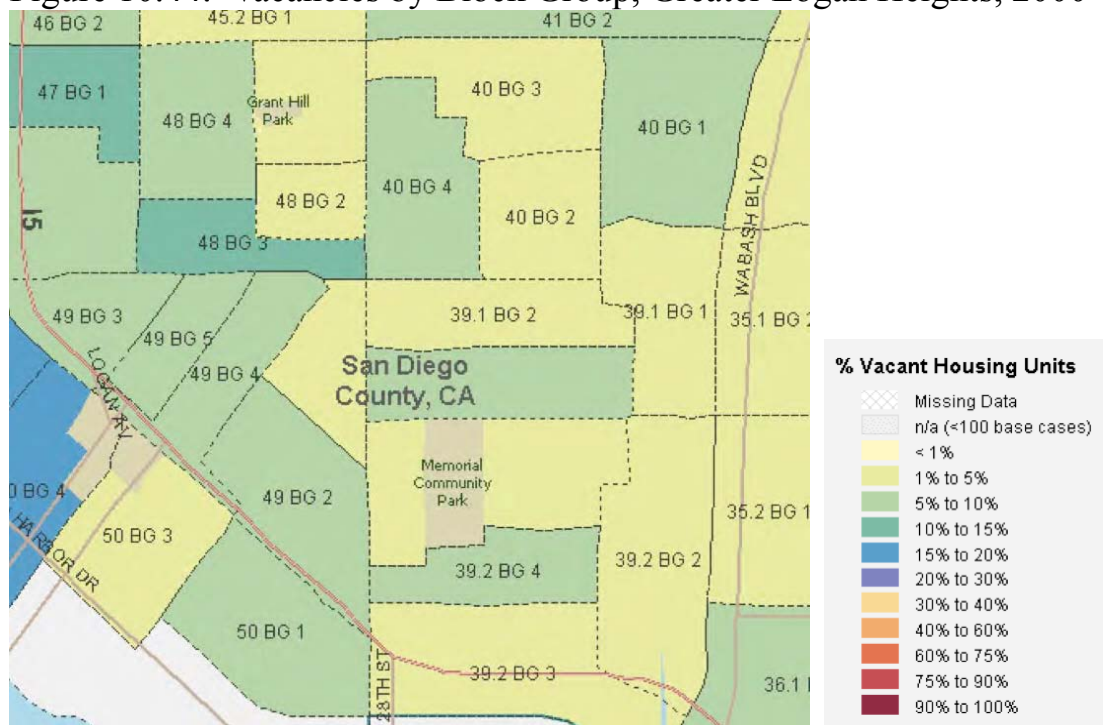 46 BG 2
45.2 BG 1
41 BG 2
47 BG 1
48 BG 4
Grant Hill
Park
40 BG 3
40 BG 1
WABASH BLVD
40 BG 4
48 BG 2
40 BG 2
I5
48 BG 3
49 BG 3
49 BG 5
49 BG 4
39.1 BG 2
39.1 BG 1
35.1 BG 2
San Diego
County, CA
LOGAN AV
Memorial
Community
Park
49 BG 2
0 BG 4
50 BG 3
35.2 BG 1
HARBOR DR
39.2 BG 4
39.2 BG 2
50 BG 1
28TH ST
39.2 BG 3
36.1
% Vacant Housing Units
Missing Data
n/a (<100 base cases)
< 1%
1% to 5%
5% to 10%
10% to 15%
15% to 20%
20% to 30%
30% to 40%
40% to 60%
60% to 75%
75% to 90%
90% to 100%